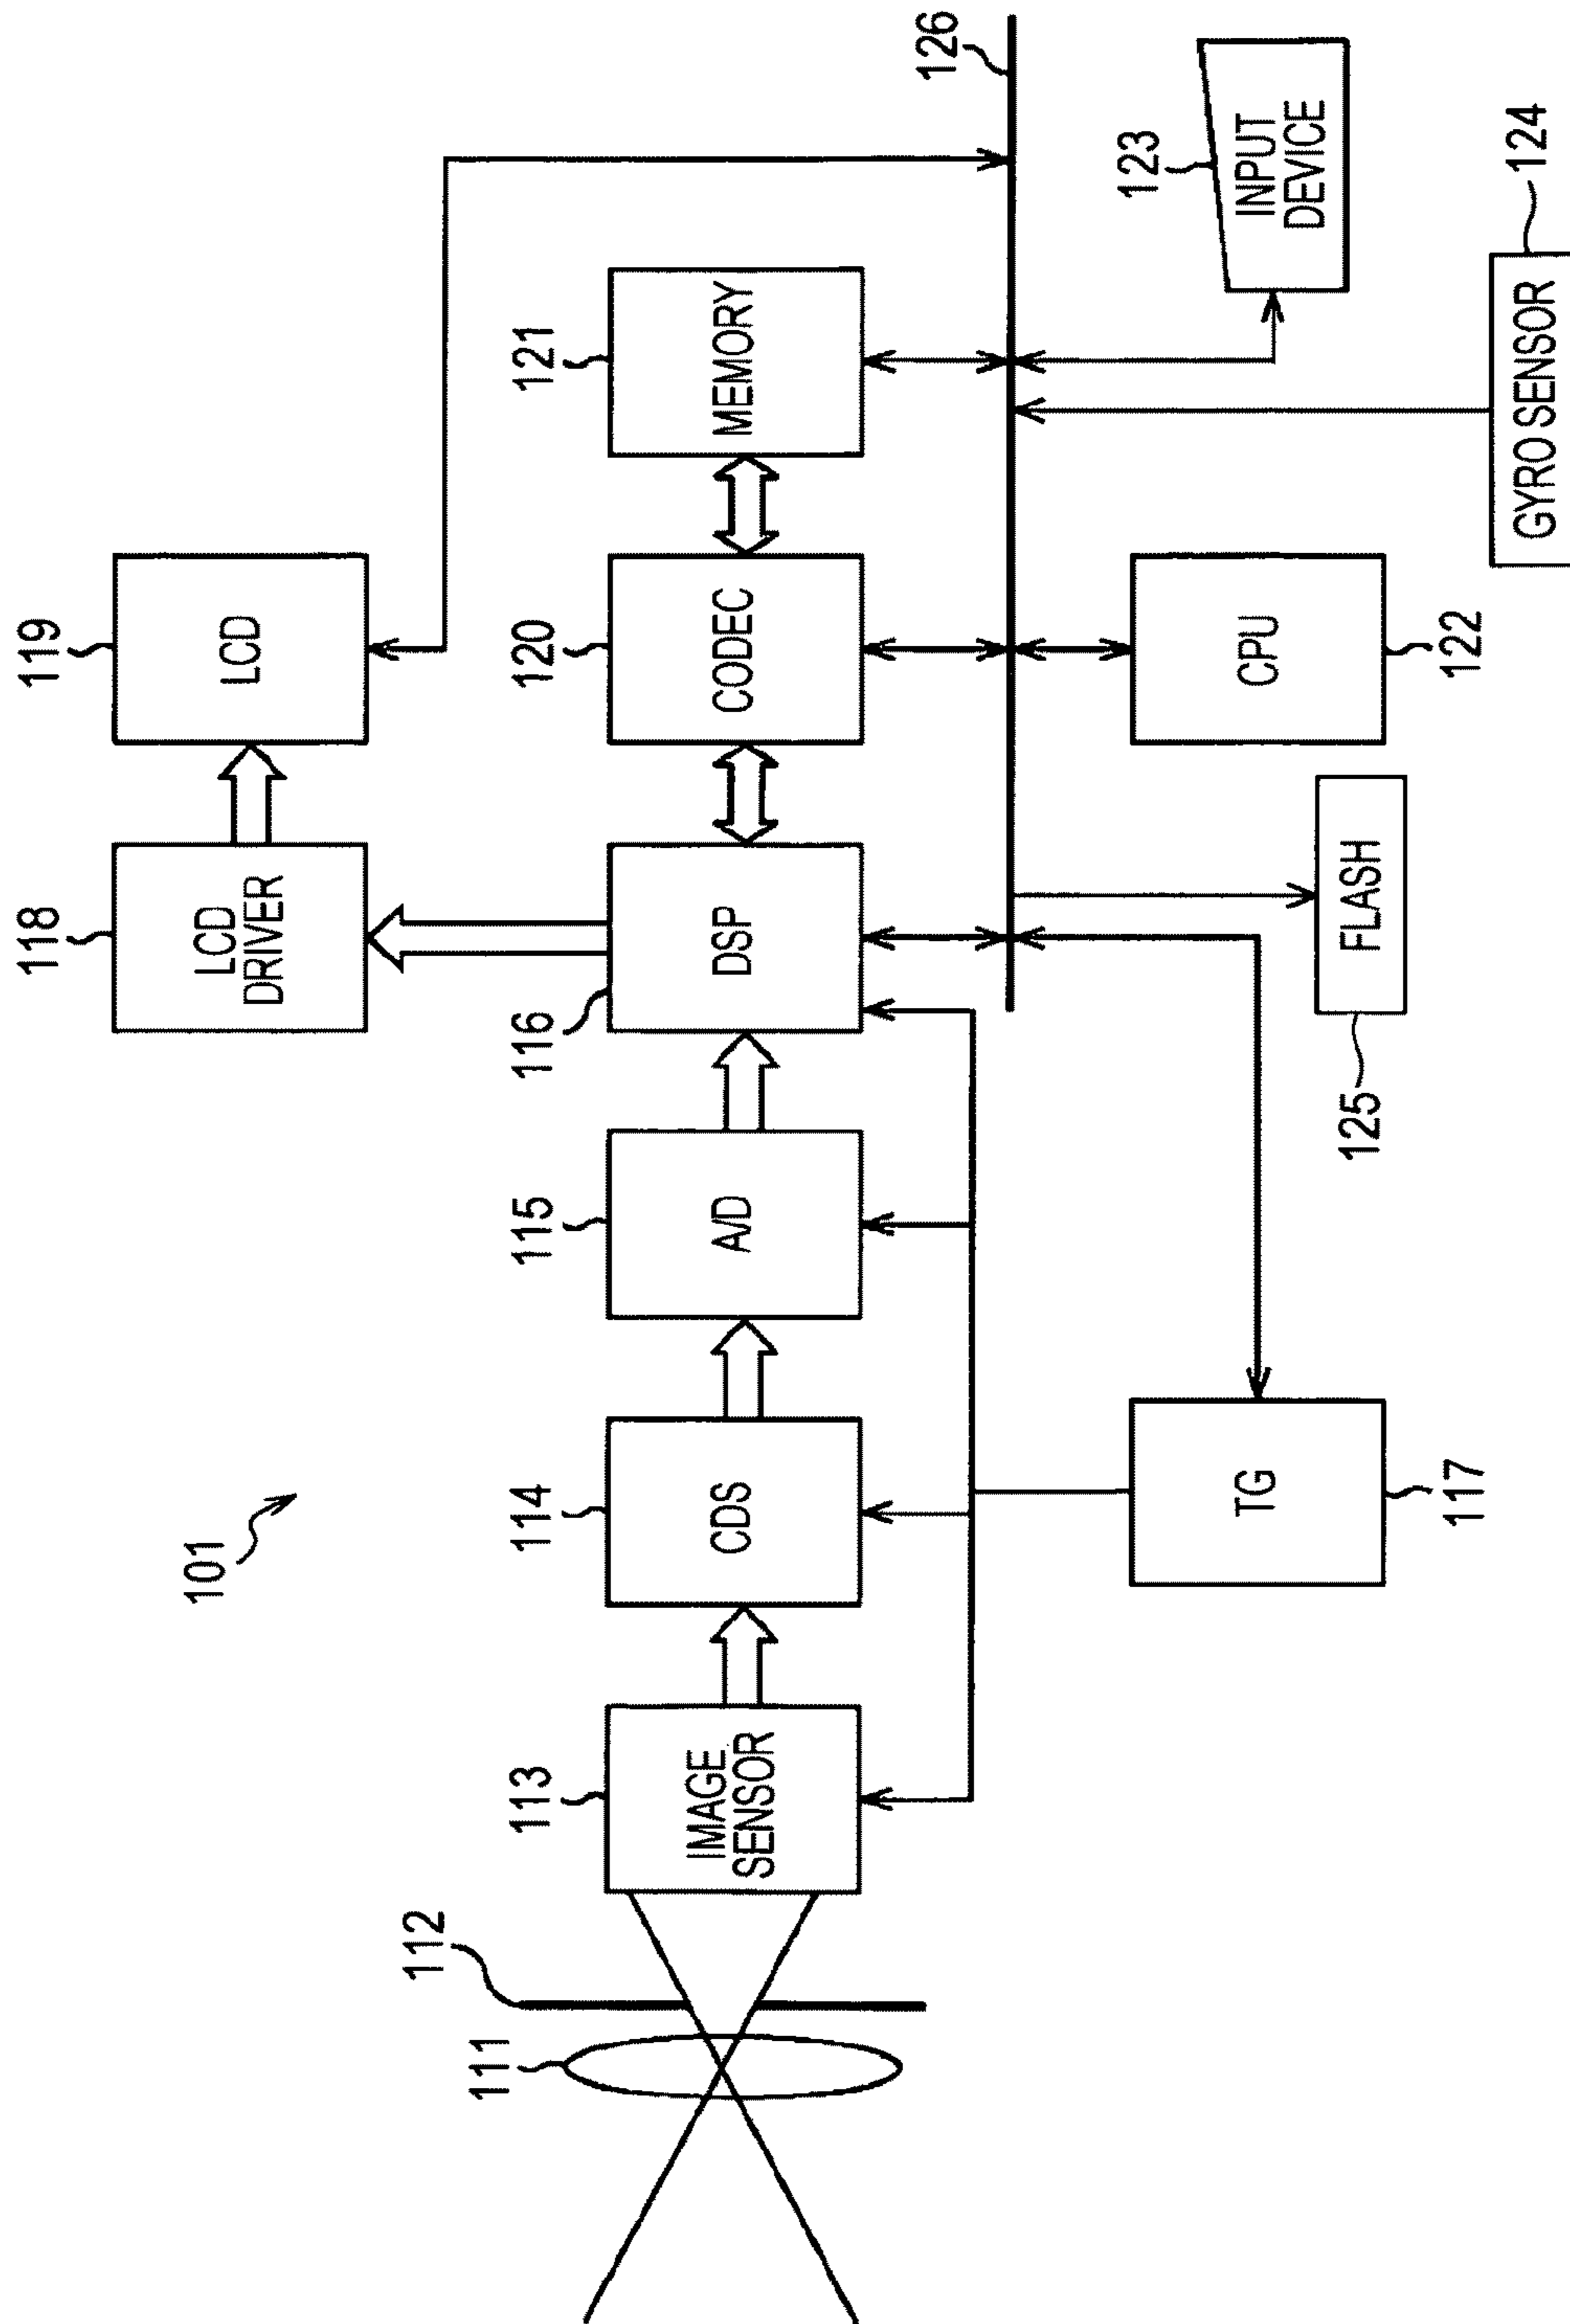 101
118
LCD
DRIVER
119
LCD
111
112
113
IMAGE
SENSOR
114
CDS
115
A/D
116
DSP
120
CODEC
121
MEMORY
126
117
TG
125
FLASH
122
CPU
123
INPUT
DEVICE
124
GYRO SENSOR